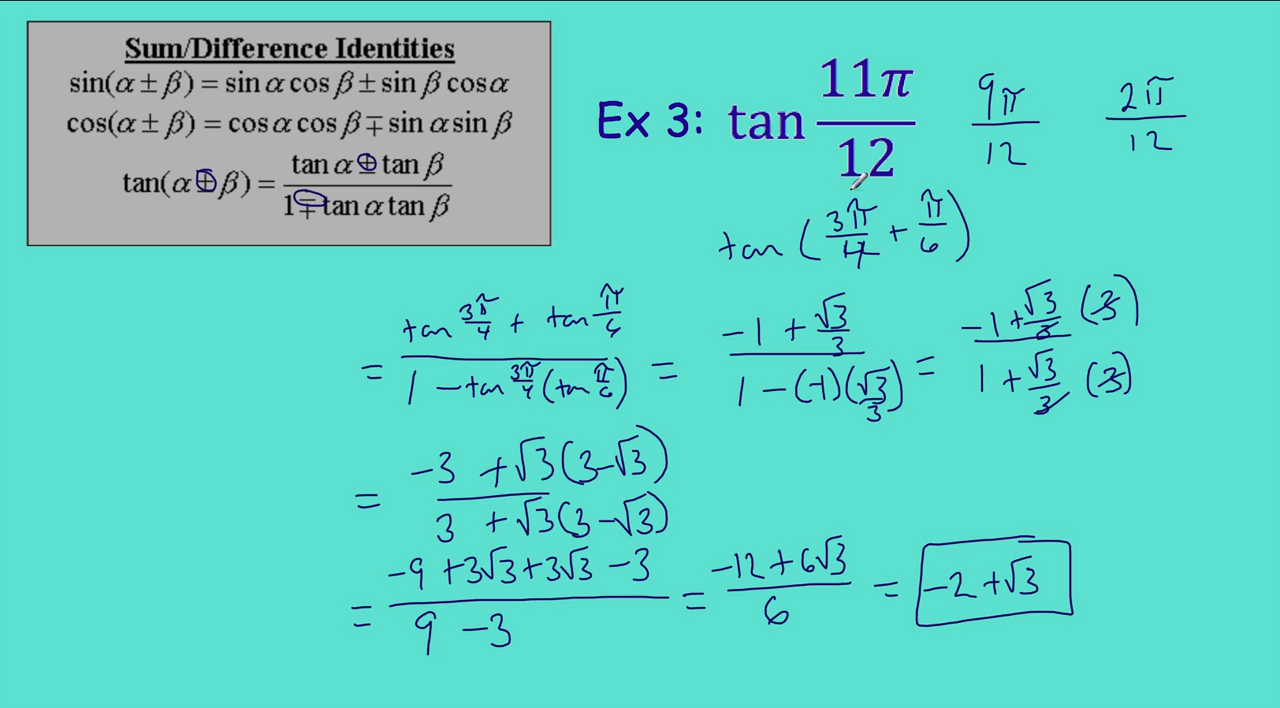 Sum/Difference Identities
sin(α ± β) = sin α cos β ± sin β cos α
cos(α ± β) = cos α cos β ∓ sin α sin β
tan(α ± β) = (tan α ± tan β)/(1 ∓ tan α tan β)
Ex 3: tan 11π/12 9π/12 2π/12
tan (3π/4 + π/6)
= (tan 3π/4 + tan π/6)/(1 − tan 3π/4 (tan π/6)) = (−1 + √3/3)/(1 − (−1)(√3/3)) = (−1 + √3/3 (3))/(1 + √3/3 (3))
= (−3 + √3(3−√3))/(3 + √3(3−√3))
= (−9 + 3√3 + 3√3 − 3)/(9 − 3) = (−12 + 6√3)/6 = −2 + √3